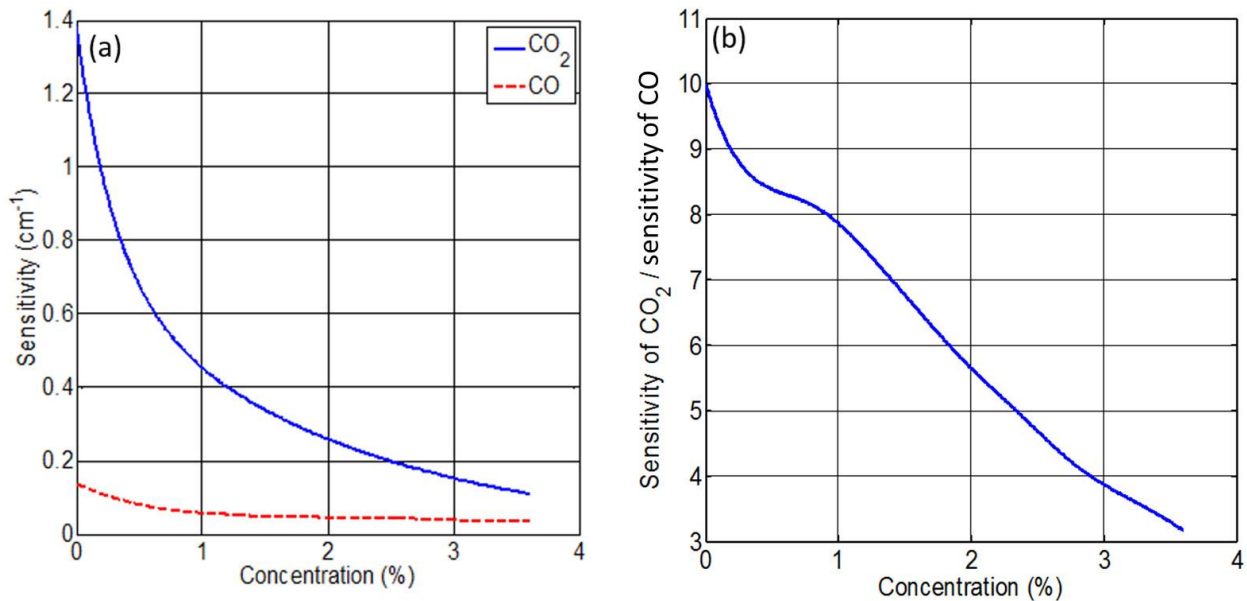 (a)
CO2
CO
1.4
1.2
1
0.8
0.6
0.4
0.2
0
Sensitivity (cm-1)
0 1 2 3 4
Concentration (%)
(b)
11
10
9
8
7
6
5
4
3
Sensitivity of CO2 / sensitivity of CO
0 1 2 3 4
Concentration (%)